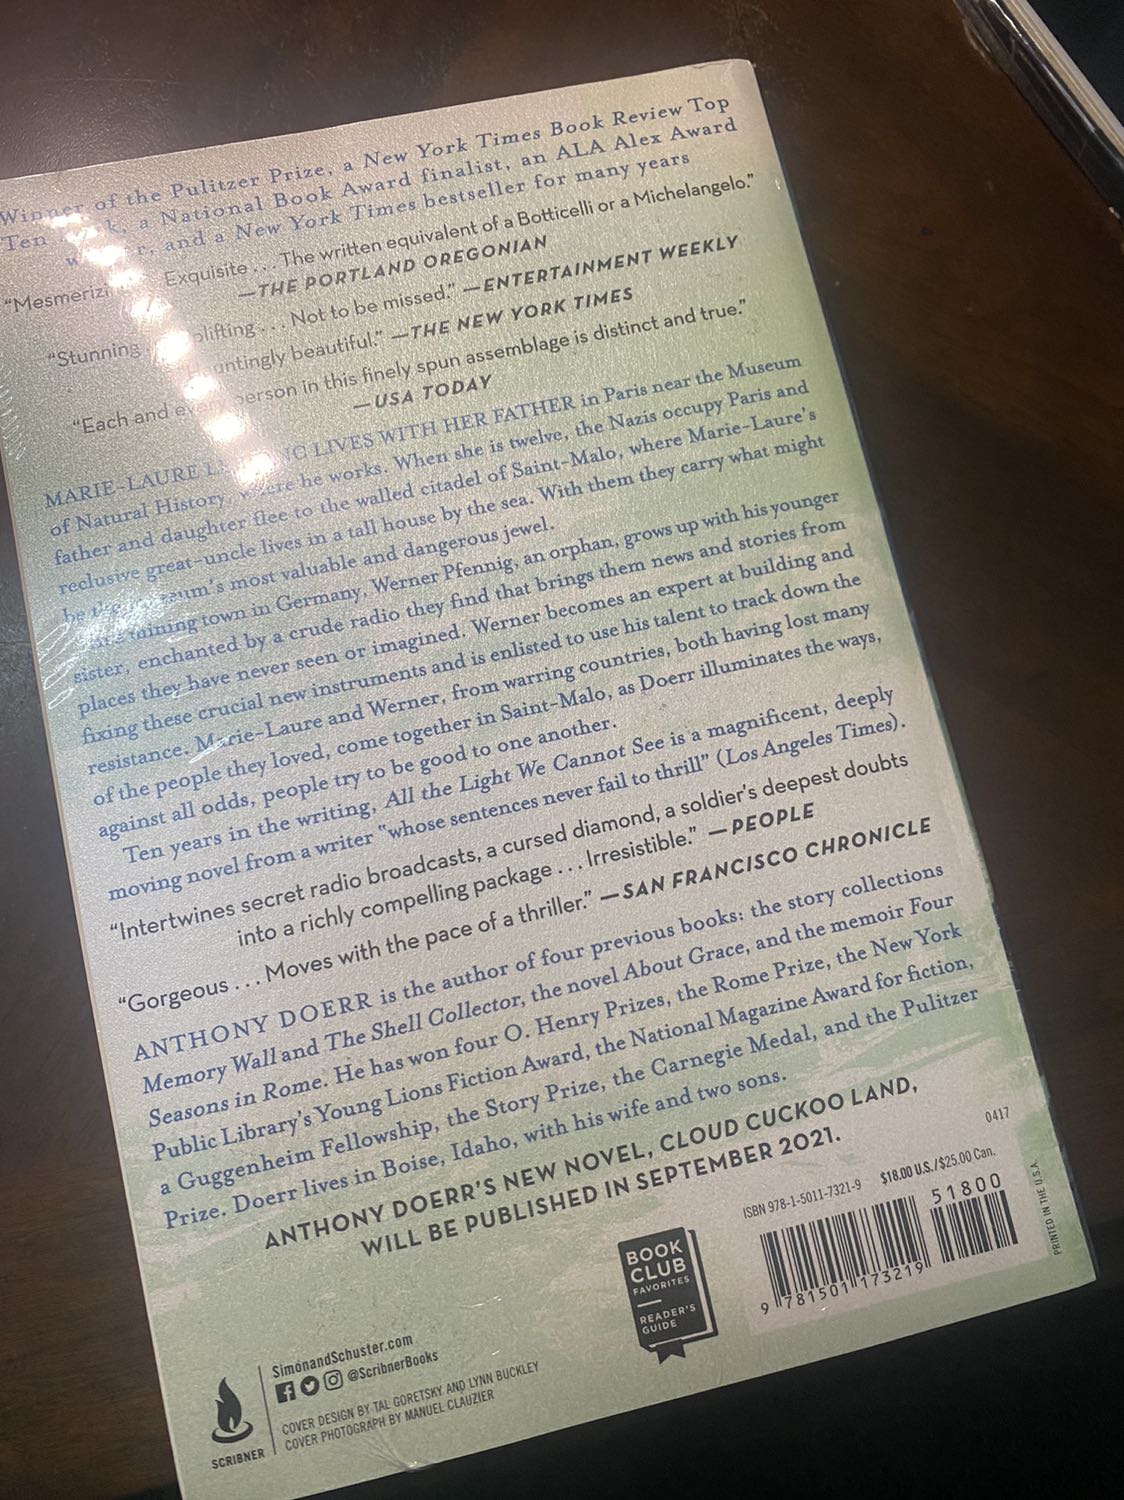 Winner of the Pulitzer Prize, a New York Times Book Review Top
Ten a National Book Award finalist, an ALA Alex Award
and a New York Times bestseller for many years
Exquisite . . . The written equivalent of a Botticelli or a Michelangelo.”
—THE PORTLAND OREGONIAN
“Stunning Not to be missed.” —ENTERTAINMENT WEEKLY
beautiful.” —THE NEW YORK TIMES
“Each and person in this finely spun assemblage is distinct and true.”
—USA TODAY
MARIE-LAURE LIVES WITH HER FATHER in Paris near the Museum
of Natural History, where he works. When she is twelve, the Nazis occupy Paris and
father and daughter flee to the walled citadel of Saint-Malo, where Marie-Laure’s
reclusive great-uncle lives in a tall house by the sea. With them they carry what might
be the most valuable and dangerous jewel.
mining town in Germany, Werner Pfennig, an orphan, grows up with his younger
sister, enchanted by a crude radio they find that brings them news and stories from
places they have never seen or imagined. Werner becomes an expert at building and
fixing these crucial new instruments and is enlisted to use his talent to track down the
resistance. Marie-Laure and Werner, from warring countries, both having lost many
of the people they loved, come together in Saint-Malo, as Doerr illuminates the ways,
against all odds, people try to be good to one another.
Ten years in the writing, All the Light We Cannot See is a magnificent, deeply
moving novel from a writer “whose sentences never fail to thrill” (Los Angeles Times).
“Intertwines secret radio broadcasts, a cursed diamond, a soldier’s deepest doubts
into a richly compelling package . . . Irresistible.” —PEOPLE
“Gorgeous . . . Moves with the pace of a thriller.” —SAN FRANCISCO CHRONICLE
ANTHONY DOERR is the author of four previous books: the story collections
Memory Wall and The Shell Collector, the novel About Grace, and the memoir Four
Seasons in Rome. He has won four O. Henry Prizes, the Rome Prize, the New York
Public Library’s Young Lions Fiction Award, the National Magazine Award for fiction,
a Guggenheim Fellowship, the Story Prize, the Carnegie Medal, and the Pulitzer
Prize. Doerr lives in Boise, Idaho, with his wife and two sons.
ANTHONY DOERR’S NEW NOVEL, CLOUD CUCKOO LAND,
WILL BE PUBLISHED IN SEPTEMBER 2021.
0417
ISBN 978-1-5011-7321-9 $18.00 U.S./$25.00 Can.
51800
9 781501 173219
PRINTED IN THE U.S.A.
BOOK
CLUB
FAVORITES
READER’S
GUIDE
SimonandSchuster.com
@ScribnerBooks
COVER DESIGN BY TAL GORETSKY AND LYNN BUCKLEY
COVER PHOTOGRAPH BY MANUEL CLAUZIER
SCRIBNER